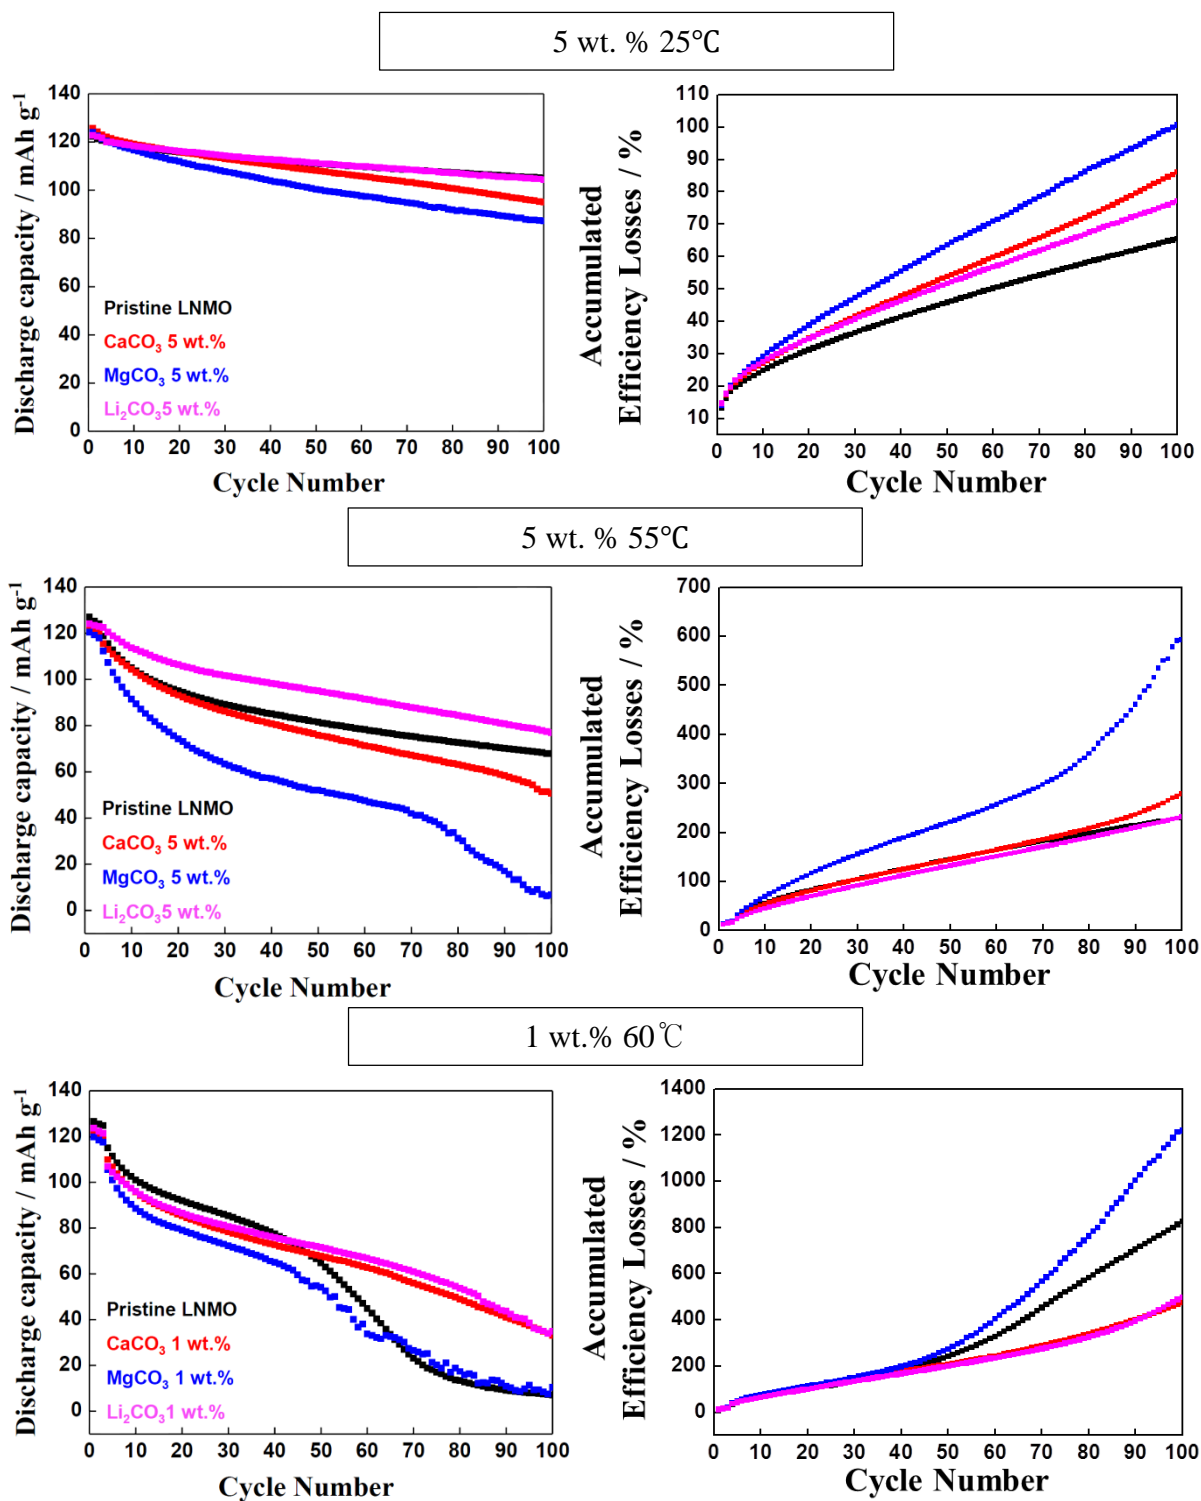 5 wt. % 25℃
Discharge capacity / mAh g⁻¹
140
120
100
80
60
40
20
0
Pristine LNMO
CaCO₃ 5 wt.%
MgCO₃ 5 wt.%
Li₂CO₃5 wt.%
0 10 20 30 40 50 60 70 80 90 100
Cycle Number
Accumulated
Efficiency Losses / %
110
100
90
80
70
60
50
40
30
20
10
0 10 20 30 40 50 60 70 80 90 100
Cycle Number
5 wt. % 55℃
Discharge capacity / mAh g⁻¹
140
120
100
80
60
40
20
0
Pristine LNMO
CaCO₃ 5 wt.%
MgCO₃ 5 wt.%
Li₂CO₃5 wt.%
0 10 20 30 40 50 60 70 80 90 100
Cycle Number
Accumulated
Efficiency Losses / %
700
600
500
400
300
200
100
0
0 10 20 30 40 50 60 70 80 90 100
Cycle Number
1 wt.% 60℃
Discharge capacity / mAh g⁻¹
140
120
100
80
60
40
20
0
Pristine LNMO
CaCO₃ 1 wt.%
MgCO₃ 1 wt.%
Li₂CO₃1 wt.%
0 10 20 30 40 50 60 70 80 90 100
Cycle Number
Accumulated
Efficiency Losses / %
1400
1200
1000
800
600
400
200
0
0 10 20 30 40 50 60 70 80 90 100
Cycle Number